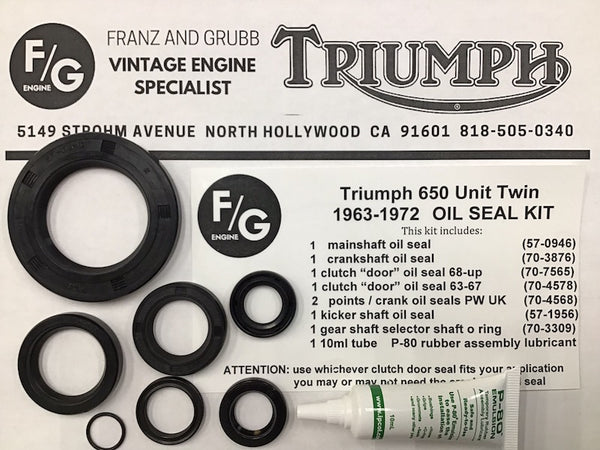 F/G
ENGINE
FRANZ AND GRUBB
VINTAGE ENGINE
SPECIALIST
TRIUMPH
®
5149 STROHM AVENUE NORTH HOLLYWOOD CA 91601 818-505-0340
F/G
ENGINE
Triumph 650 Unit Twin
1963-1972 OIL SEAL KIT
This kit includes:
1 mainshaft oil seal (57-0946)
1 crankshaft oil seal (70-3876)
1 clutch “door” oil seal 68-up (70-7565)
1 clutch “door” oil seal 63-67 (70-4578)
2 points / crank oil seals PW UK (70-4568)
1 kicker shaft oil seal (57-1956)
1 gear shaft selector shaft o ring (70-3309)
1 10ml tube P-80 rubber assembly lubricant
ATTENTION: use whichever clutch door seal fits your application
you may or may not need the seal
P-80
EMULSION
10ml